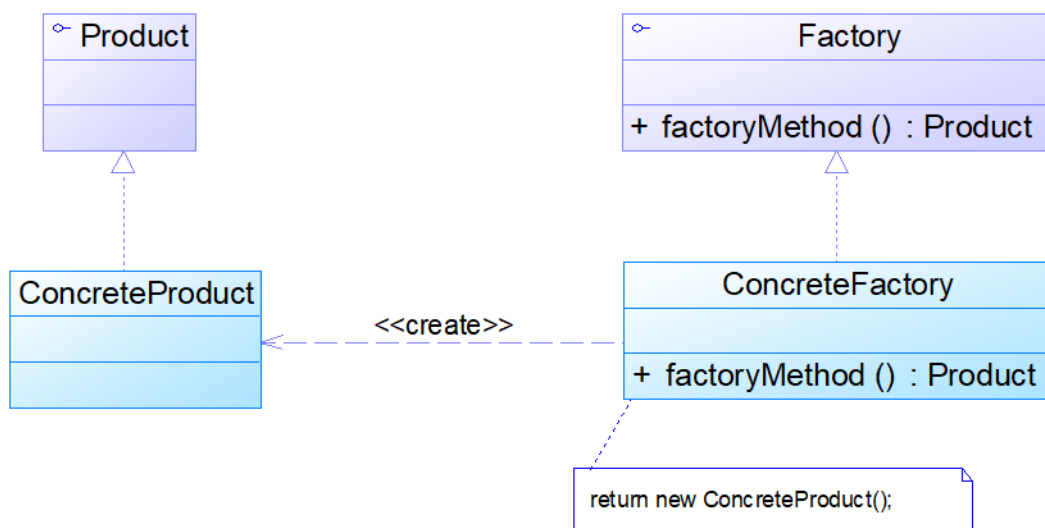 Product
Factory
+ factoryMethod () : Product
ConcreteProduct
ConcreteFactory
<<create>>
+ factoryMethod () : Product
return new ConcreteProduct();